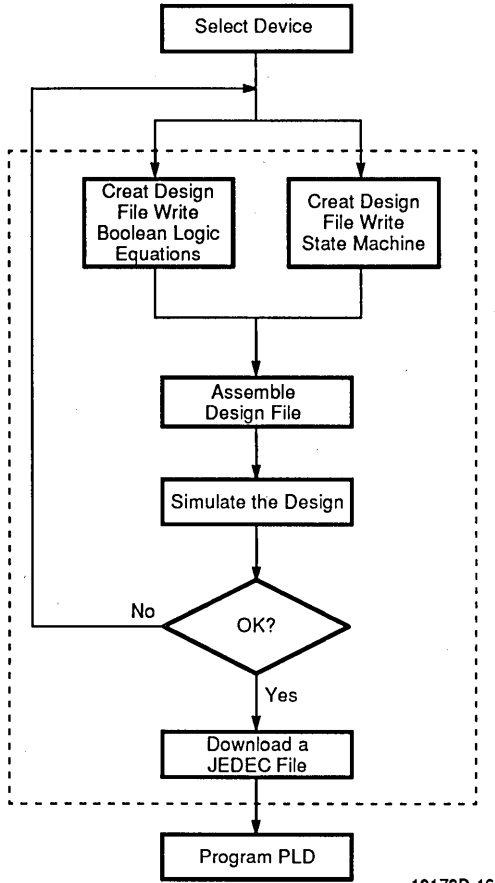 Select Device
Creat Design
File Write
Boolean Logic
Equations
Creat Design
File Write
State Machine
Assemble
Design File
Simulate the Design
OK?
No
Yes
Download a
JEDEC File
Program PLD